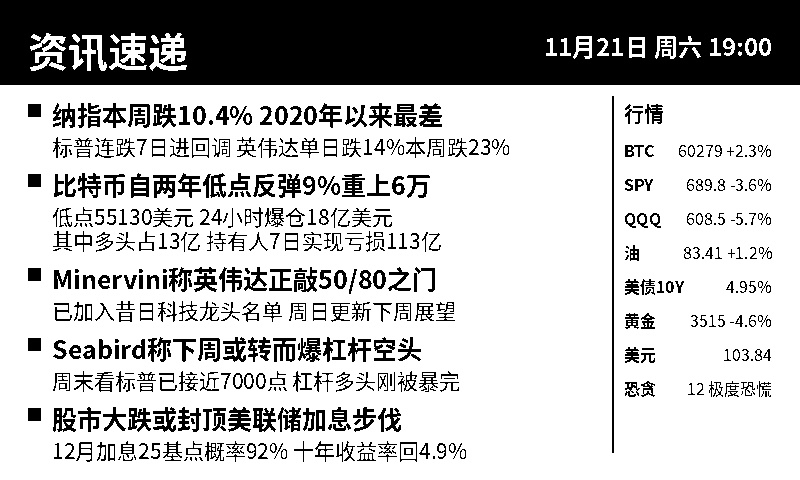 资讯速递
11月21日 周六 19:00
纳指本周跌10.4% 2020年以来最差
标普连跌7日进回调 英伟达单日跌14%本周跌23%
比特币自两年低点反弹9%重上6万
低点55130美元 24小时爆仓18亿美元
其中多头占13亿 持有人7日实现亏损113亿
Minervini称英伟达正敲50/80之门
已加入昔日科技龙头名单 周日更新下周展望
Seabird称下周或转而爆杠杆空头
周末看标普已接近7000点 杠杆多头刚被暴完
股市大跌或封顶美联储加息步伐
12月加息25基点概率92% 十年收益率回4.9%
行情
BTC 60279 +2.3%
SPY 689.8 -3.6%
QQQ 608.5 -5.7%
油 83.41 +1.2%
美债10Y 4.95%
黄金 3515 -4.6%
美元 103.84
恐贪 12 极度恐慌